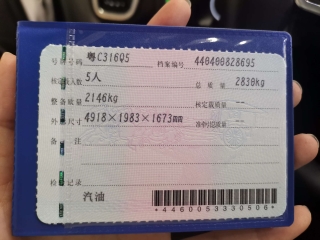 号牌号码 粤C316Q5 档案编号 440400828695
核定载人数 5人 总质量 2830kg
整备质量 2146kg 核定载质量 --
外廓尺寸 4918×1983×1673mm 准牵引总质量 --
备注
检验记录
汽油
*4460053330508*